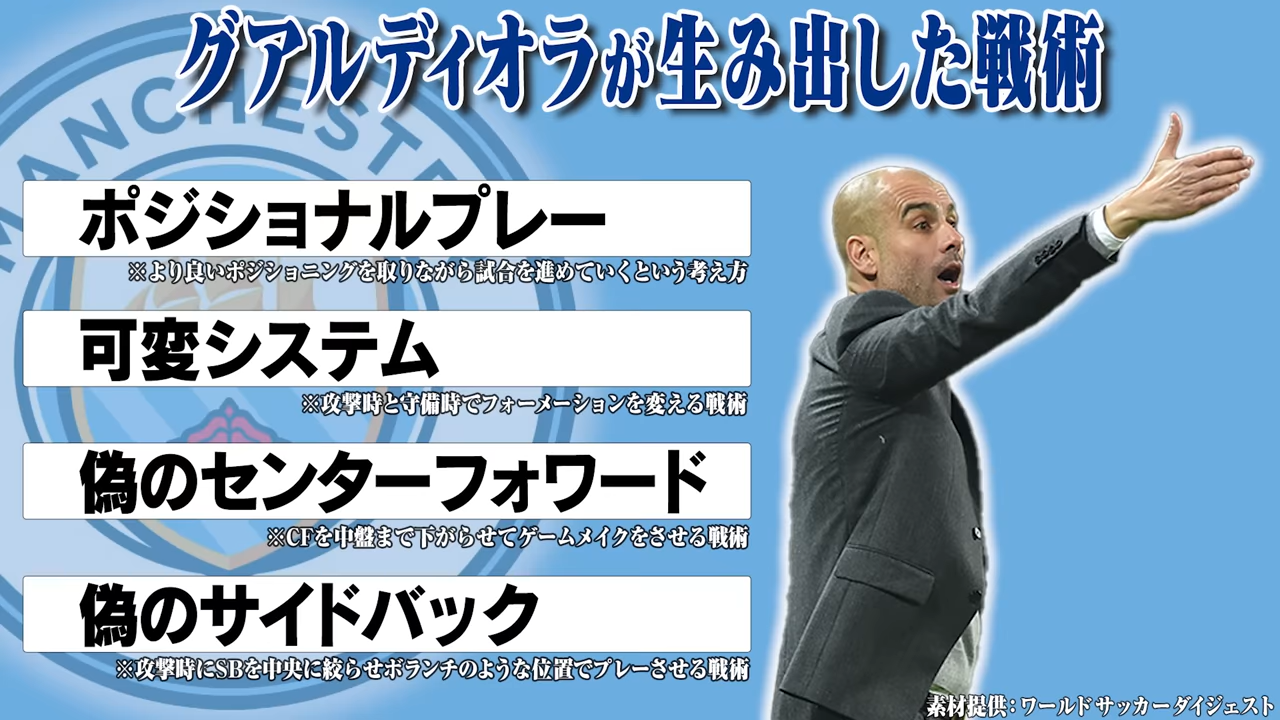 グアルディオラが生み出した戦術
MANCHESTE
ポジショナルプレー
※より良いポジショニングを取りながら試合を進めていくという考え方
可変システム
※攻撃時と守備時でフォーメーションを変える戦術
偽のセンターフォワード
※CFを中盤まで下がらせてゲームメイクをさせる戦術
偽のサイドバック
※攻撃時にSBを中央に絞らせボランチのような位置でプレーさせる戦術
素材提供：ワールドサッカーダイジェスト